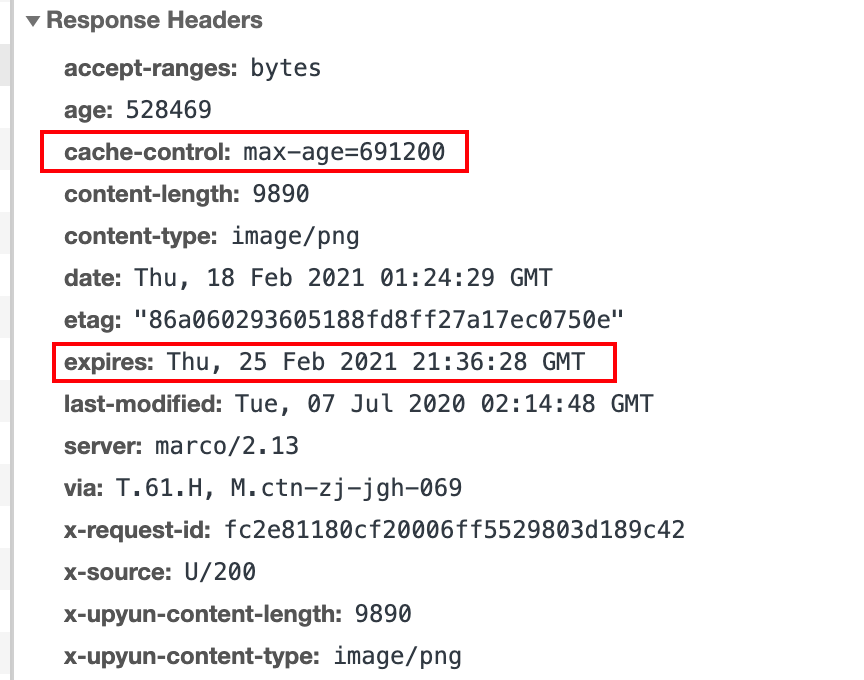 ▼ Response Headers
accept-ranges: bytes
age: 528469
cache-control: max-age=691200
content-length: 9890
content-type: image/png
date: Thu, 18 Feb 2021 01:24:29 GMT
etag: "86a060293605188fd8ff27a17ec0750e"
expires: Thu, 25 Feb 2021 21:36:28 GMT
last-modified: Tue, 07 Jul 2020 02:14:48 GMT
server: marco/2.13
via: T.61.H, M.ctn-zj-jgh-069
x-request-id: fc2e81180cf20006ff5529803d189c42
x-source: U/200
x-upyun-content-length: 9890
x-upyun-content-type: image/png